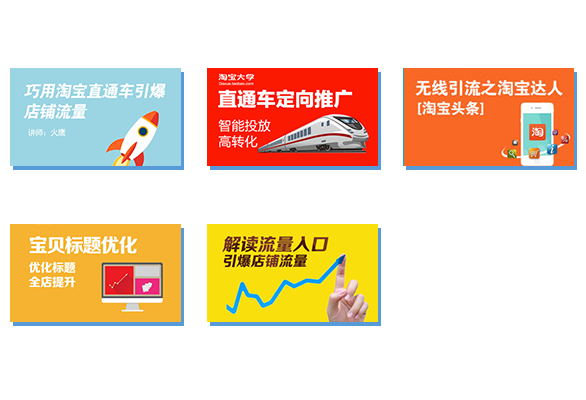 巧用淘宝直通车引爆
店铺流量
讲师：火鹰
淘宝大学
Daxue.taobao.com
直通车定向推广
智能投放
高转化
无线引流之淘宝达人
[淘宝头条]
淘
宝贝标题优化
优化标题
全店提升
解读流量入口
引爆店铺流量